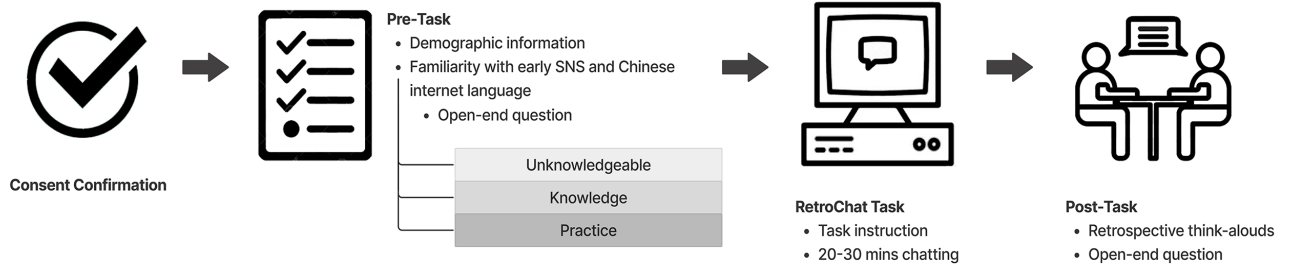 Consent Confirmation
Pre-Task
• Demographic information
• Familiarity with early SNS and Chinese
internet language
• Open-end question
Unknowledgeable
Knowledge
Practice
RetroChat Task
• Task instruction
• 20-30 mins chatting
Post-Task
• Retrospective think-alouds
• Open-end question